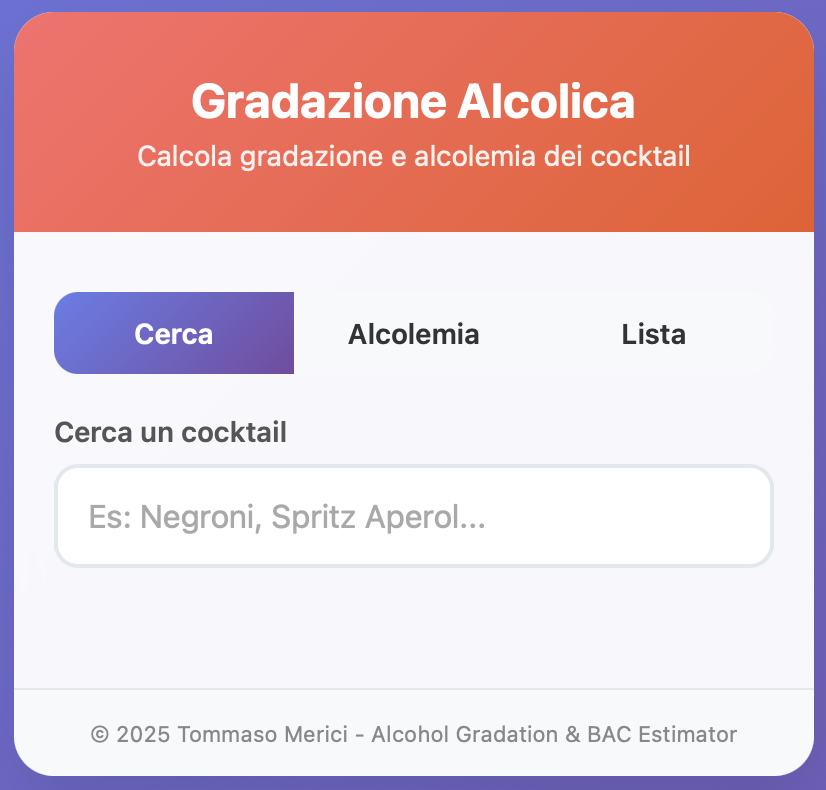 Gradazione Alcolica
Calcola gradazione e alcolemia dei cocktail
Cerca
Alcolemia
Lista
Cerca un cocktail
Es: Negroni, Spritz Aperol...
© 2025 Tommaso Merici - Alcohol Gradation & BAC Estimator